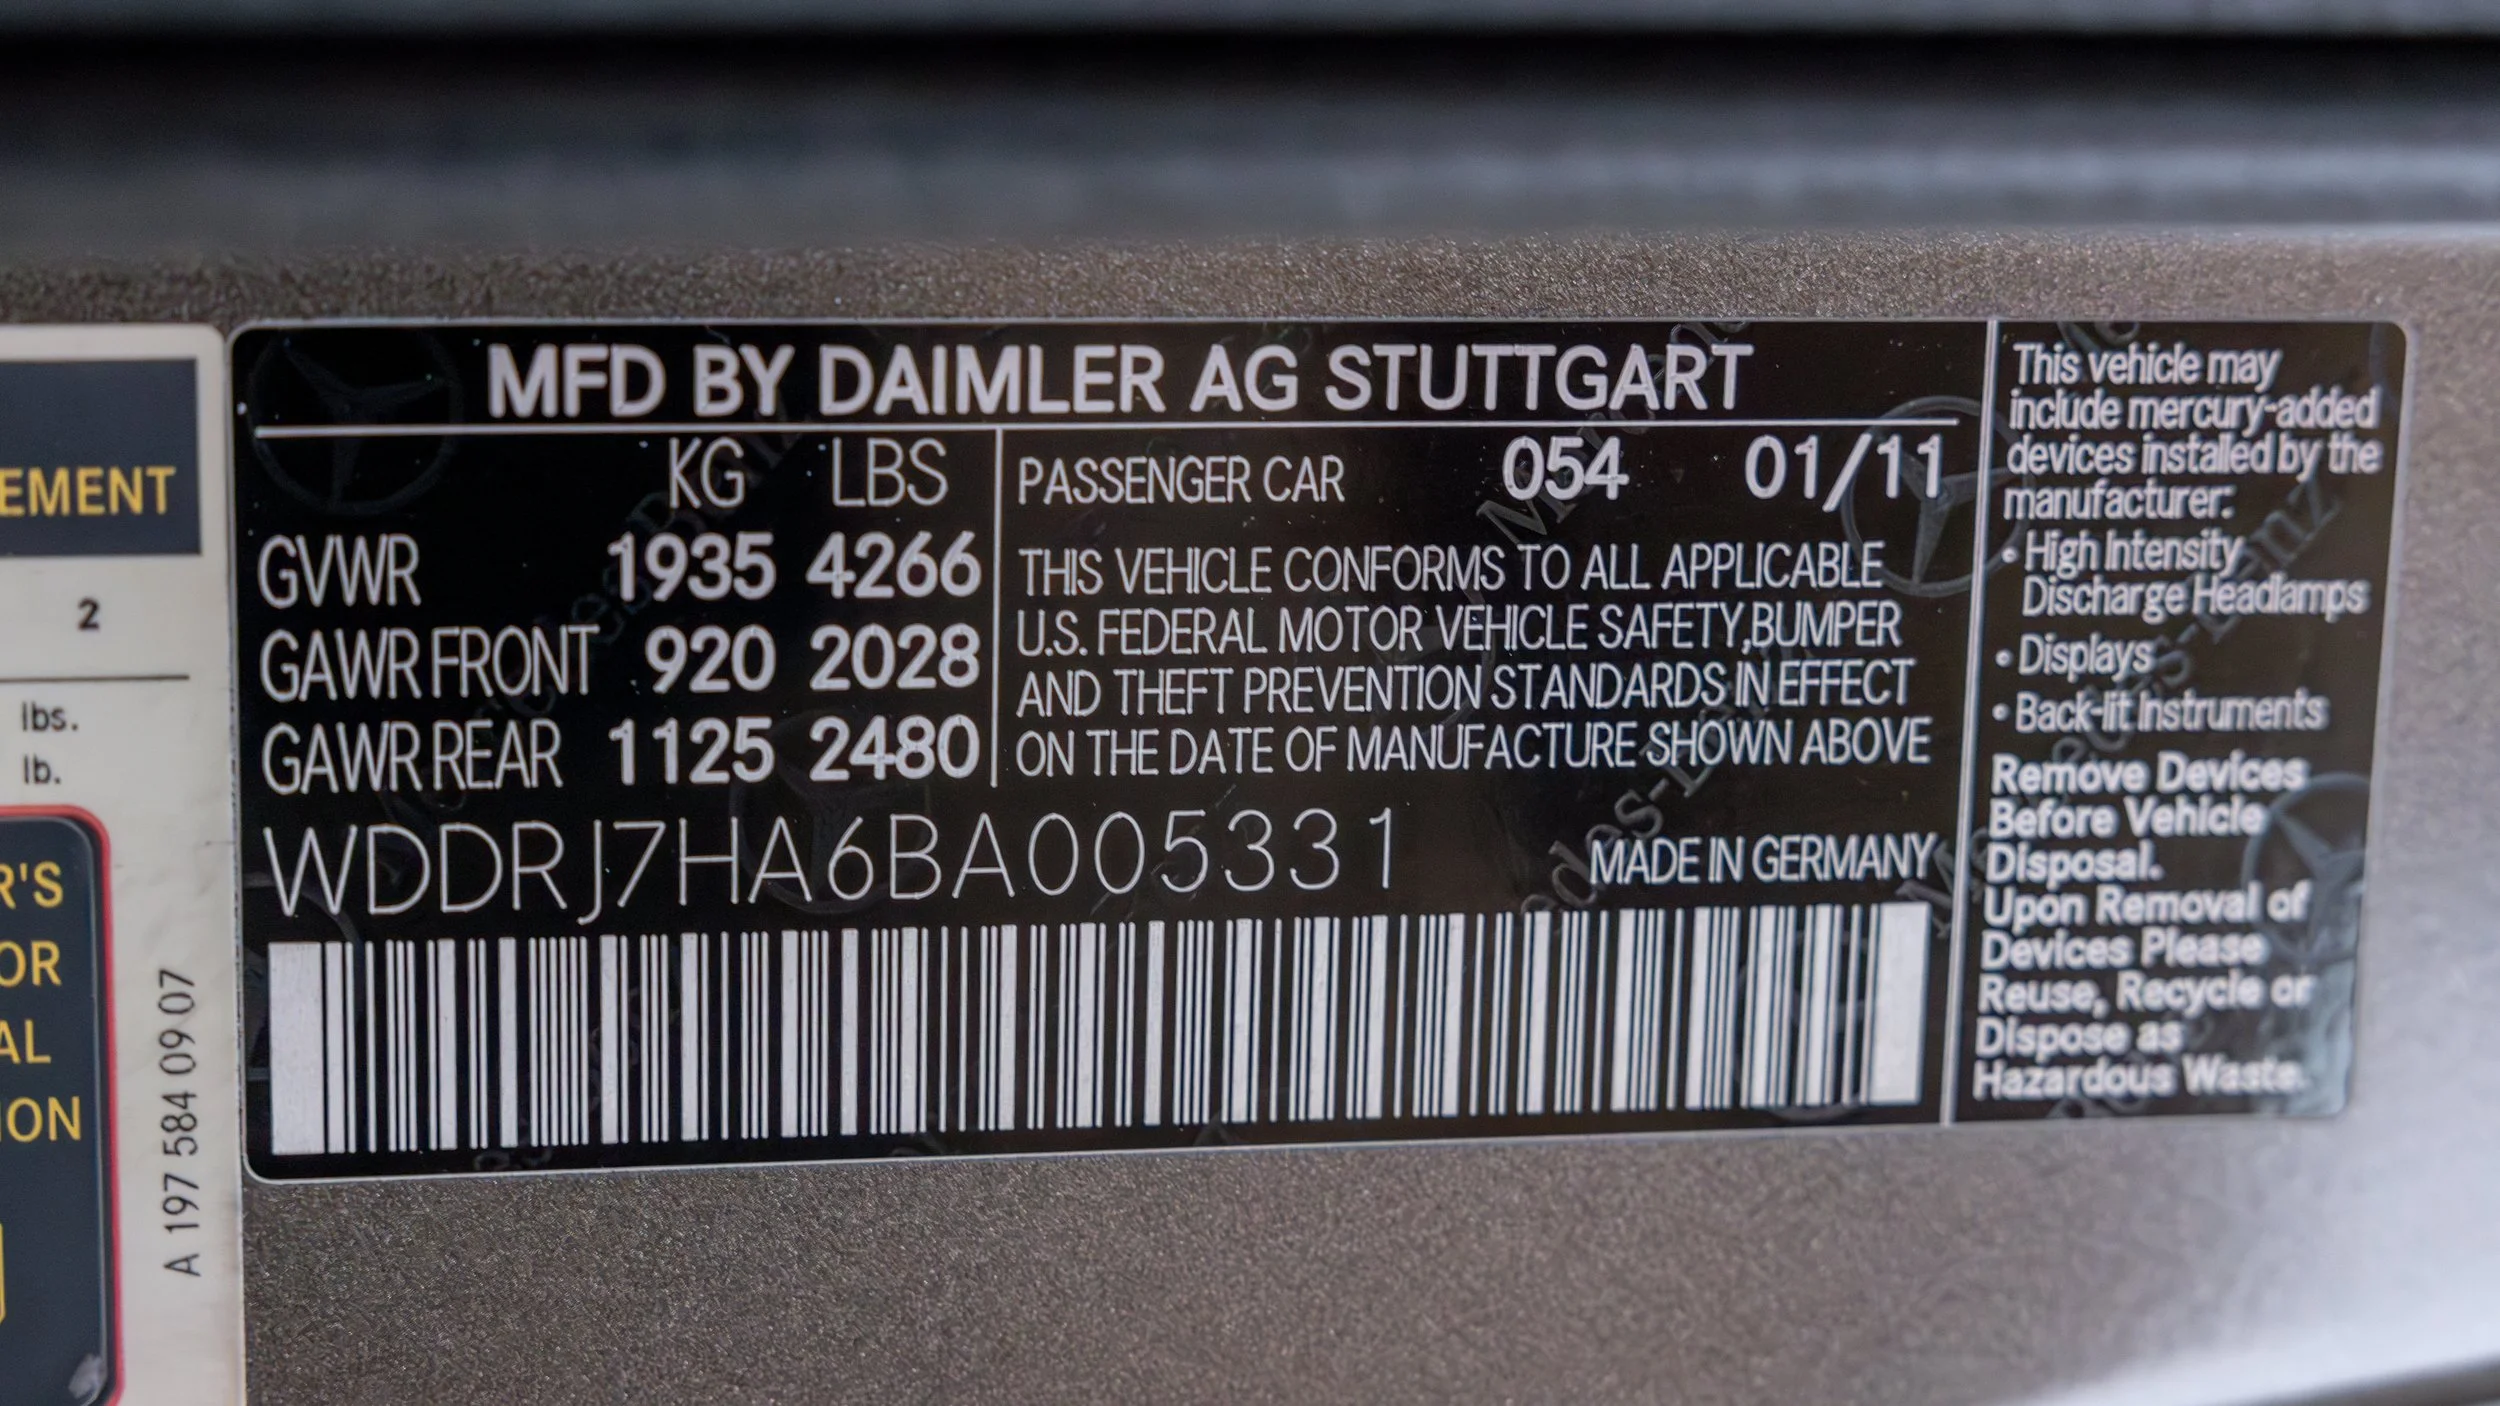 EMENT
2
lbs.
lb.
R'S
OR
AL
ION
A 197 584 09 07
MFD BY DAIMLER AG STUTTGART
KG LBS
GVWR 1935 4266
GAWR FRONT 920 2028
GAWR REAR 1125 2480
PASSENGER CAR 054 01/11
THIS VEHICLE CONFORMS TO ALL APPLICABLE
U.S. FEDERAL MOTOR VEHICLE SAFETY,BUMPER
AND THEFT PREVENTION STANDARDS IN EFFECT
ON THE DATE OF MANUFACTURE SHOWN ABOVE
WDDRJ7HA6BA005331
MADE IN GERMANY
This vehicle may
include mercury-added
devices installed by the
manufacturer:
• High Intensity
Discharge Headlamps
• Displays
• Back-lit Instruments
Remove Devices
Before Vehicle
Disposal.
Upon Removal of
Devices Please
Reuse, Recycle or
Dispose as
Hazardous Waste.